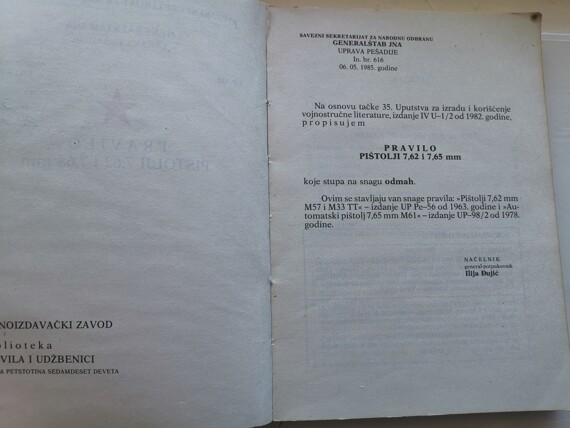 NOIZDAVAČKI ZAVOD
blioteka
VILA I UDŽBENICI
A PETSTOTINA SEDAMDESET DEVETA
SAVEZNI SEKRETARIJAT ZA NARODNU ODBRANU
GENERALŠTAB JNA
UPRAVA PEŠADIJE
In. br. 616
06. 05. 1985. godine
Na osnovu tačke 35. Uputstva za izradu i korišćenje
vojnostručne literature, izdanje IV U–1/2 od 1982. godine,
propisujem
PRAVILO
PIŠTOLJI 7,62 i 7,65 mm
koje stupa na snagu odmah.
Ovim se stavljaju van snage pravila: »Pištolji 7,62 mm
M57 i M33 TT« – izdanje UP Pe–56 od 1963. godine i »Au-
tomatski pištolj 7,65 mm M61« – izdanje UP–98/2 od 1978.
godine.
NAČELNIK
general-potpukovnik
Ilija Đujić